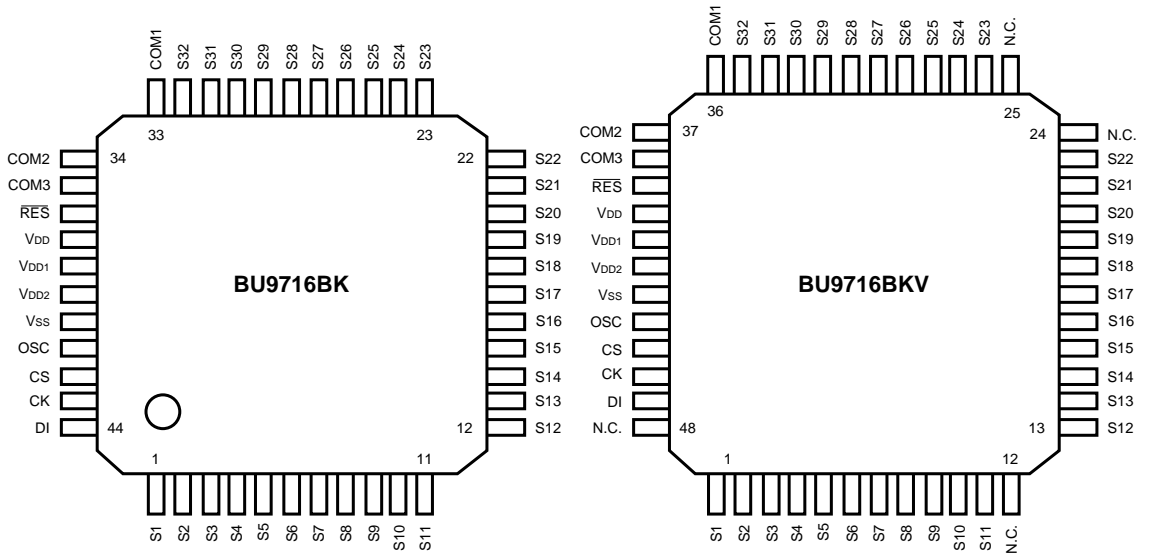 COM1 S32 S31 S30 S29 S28 S27 S26 S25 S24 S23
33 23
COM2 34 22 S22
COM3 S21
RES S20
VDD S19
VDD1 S18
VDD2 BU9716BK S17
VSS S16
OSC S15
CS S14
CK S13
DI 44 12 S12
1 11
S1 S2 S3 S4 S5 S6 S7 S8 S9 S10 S11
COM1 S32 S31 S30 S29 S28 S27 S26 S25 S24 S23 N.C.
36 25
COM2 37 24 N.C.
COM3 S22
RES S21
VDD S20
VDD1 S19
VDD2 BU9716BKV S18
VSS S17
OSC S16
CS S15
CK S14
DI S13
N.C. 48 13 S12
1 12
S1 S2 S3 S4 S5 S6 S7 S8 S9 S10 S11 N.C.